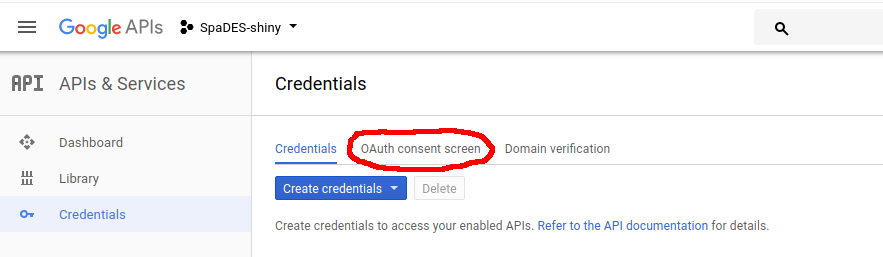 Google APIs SpaDES-shiny
API APIs & Services Credentials
Dashboard
Library
Credentials
Credentials OAuth consent screen Domain verification
Create credentials Delete
Create credentials to access your enabled APIs. Refer to the API documentation for details.